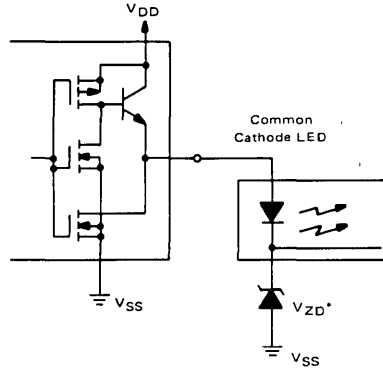 VDD
Common
Cathode LED
VSS
VZD*
VSS